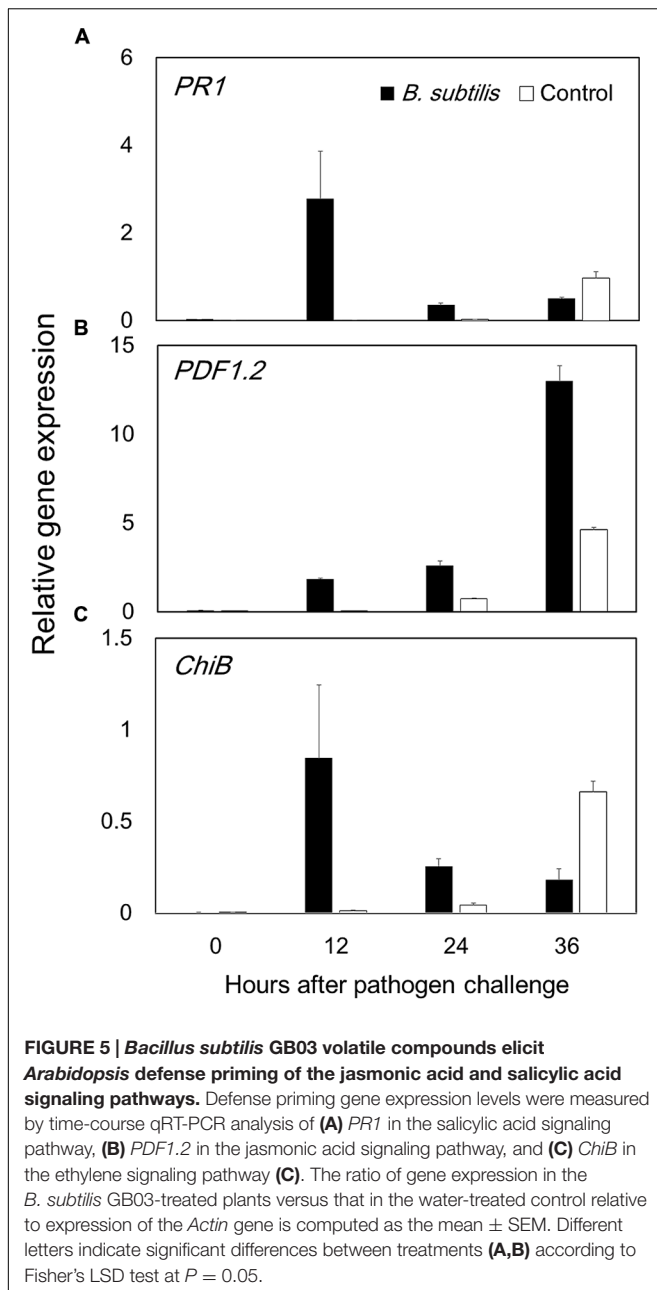 A
6
PR1
B. subtilis Control
4
2
0
B
15
PDF1.2
10
5
0
C
1.5
ChiB
1
0.5
0
Relative gene expression
0 12 24 36
Hours after pathogen challenge
FIGURE 5 | Bacillus subtilis GB03 volatile compounds elicit
Arabidopsis defense priming of the jasmonic acid and salicylic acid
signaling pathways. Defense priming gene expression levels were measured
by time-course qRT-PCR analysis of (A) PR1 in the salicylic acid signaling
pathway, (B) PDF1.2 in the jasmonic acid signaling pathway, and (C) ChiB in
the ethylene signaling pathway (C). The ratio of gene expression in the
B. subtilis GB03-treated plants versus that in the water-treated control relative
to expression of the Actin gene is computed as the mean ± SEM. Different
letters indicate significant differences between treatments (A,B) according to
Fisher's LSD test at P = 0.05.